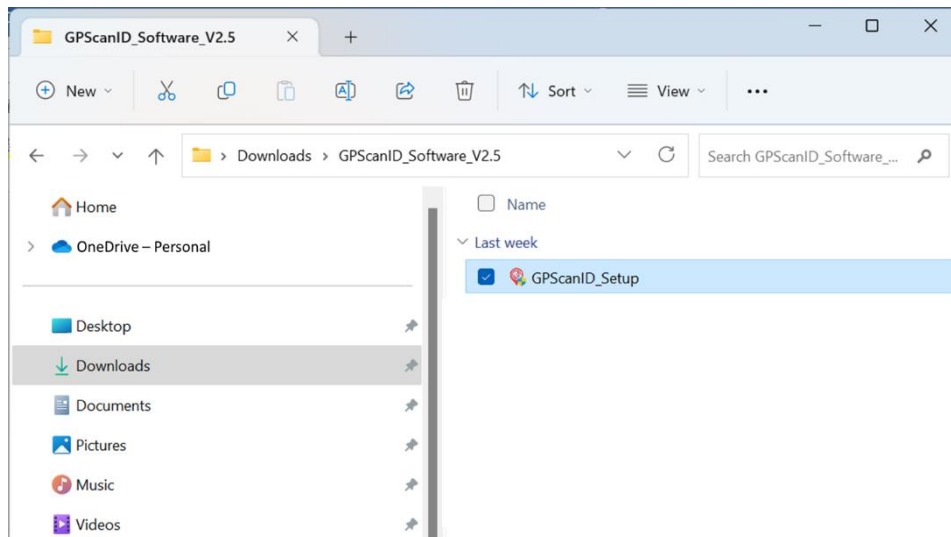 GPScanID_Software_V2.5
New
Sort
View
Downloads > GPScanID_Software_V2.5
Search GPScanID_Software_...
Home
OneDrive – Personal
Desktop
Downloads
Documents
Pictures
Music
Videos
Name
Last week
GPScanID_Setup